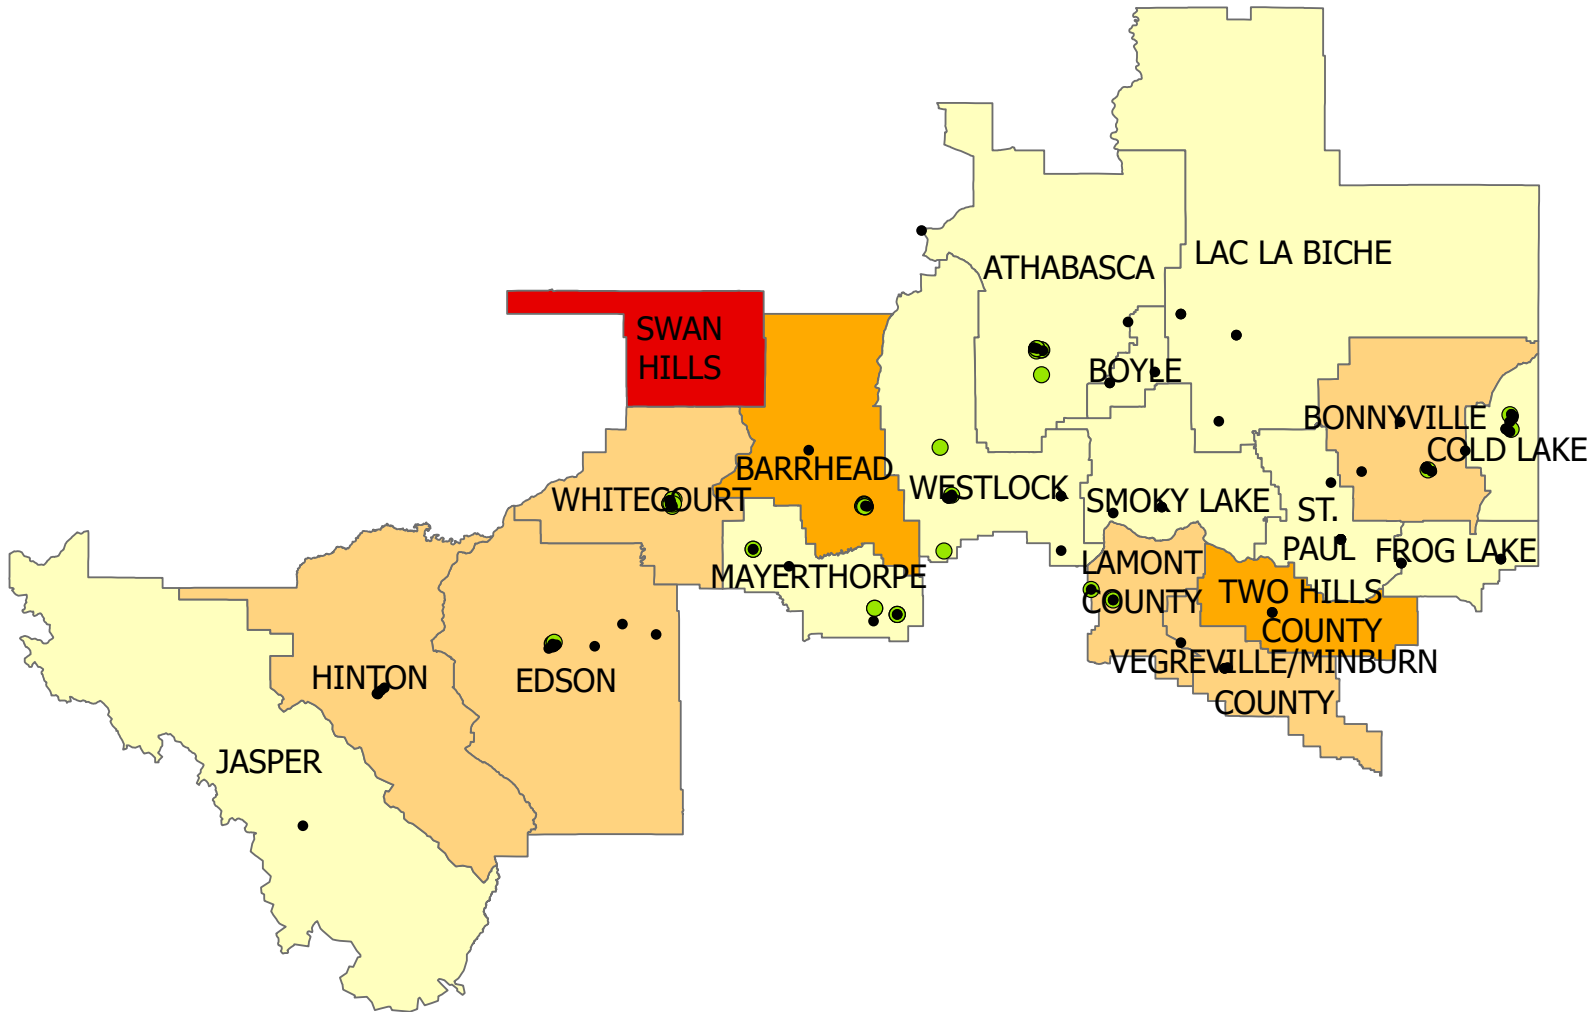 LAC LA BICHE
ATHABASCA
SWAN
HILLS
BOYLE
BONNYVILLE
COLD LAKE
BARRHEAD
WESTLOCK
WHITECOURT
SMOKY LAKE
ST.
PAUL
FROG LAKE
LAMONT
COUNTY
MAYERTHORPE
TWO HILLS
COUNTY
VEGREVILLE/MINBURN
COUNTY
HINTON
EDSON
JASPER